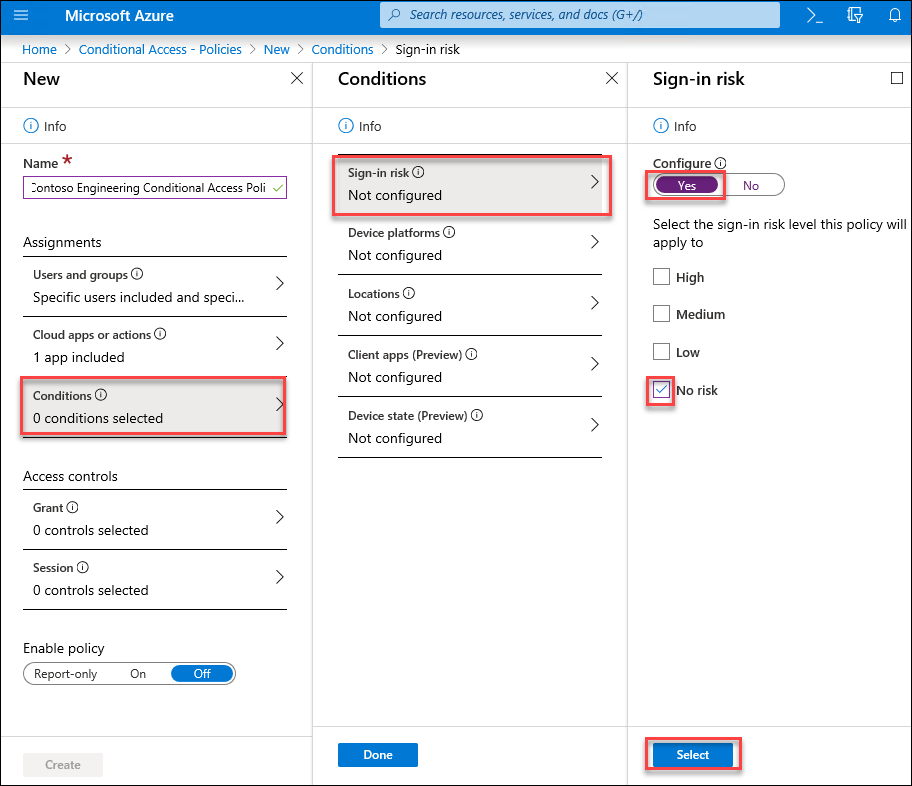 Microsoft Azure
Search resources, services, and docs (G+/)
Home > Conditional Access - Policies > New > Conditions > Sign-in risk
New
Info
Name *
Contoso Engineering Conditional Access Poli
Assignments
Users and groups
Specific users included and speci...
Cloud apps or actions
1 app included
Conditions
0 conditions selected
Access controls
Grant
0 controls selected
Session
0 controls selected
Enable policy
Report-only On Off
Create
Conditions
Info
Sign-in risk
Not configured
Device platforms
Not configured
Locations
Not configured
Client apps (Preview)
Not configured
Device state (Preview)
Not configured
Done
Sign-in risk
Info
Configure
Yes No
Select the sign-in risk level this policy will
apply to
High
Medium
Low
No risk
Select